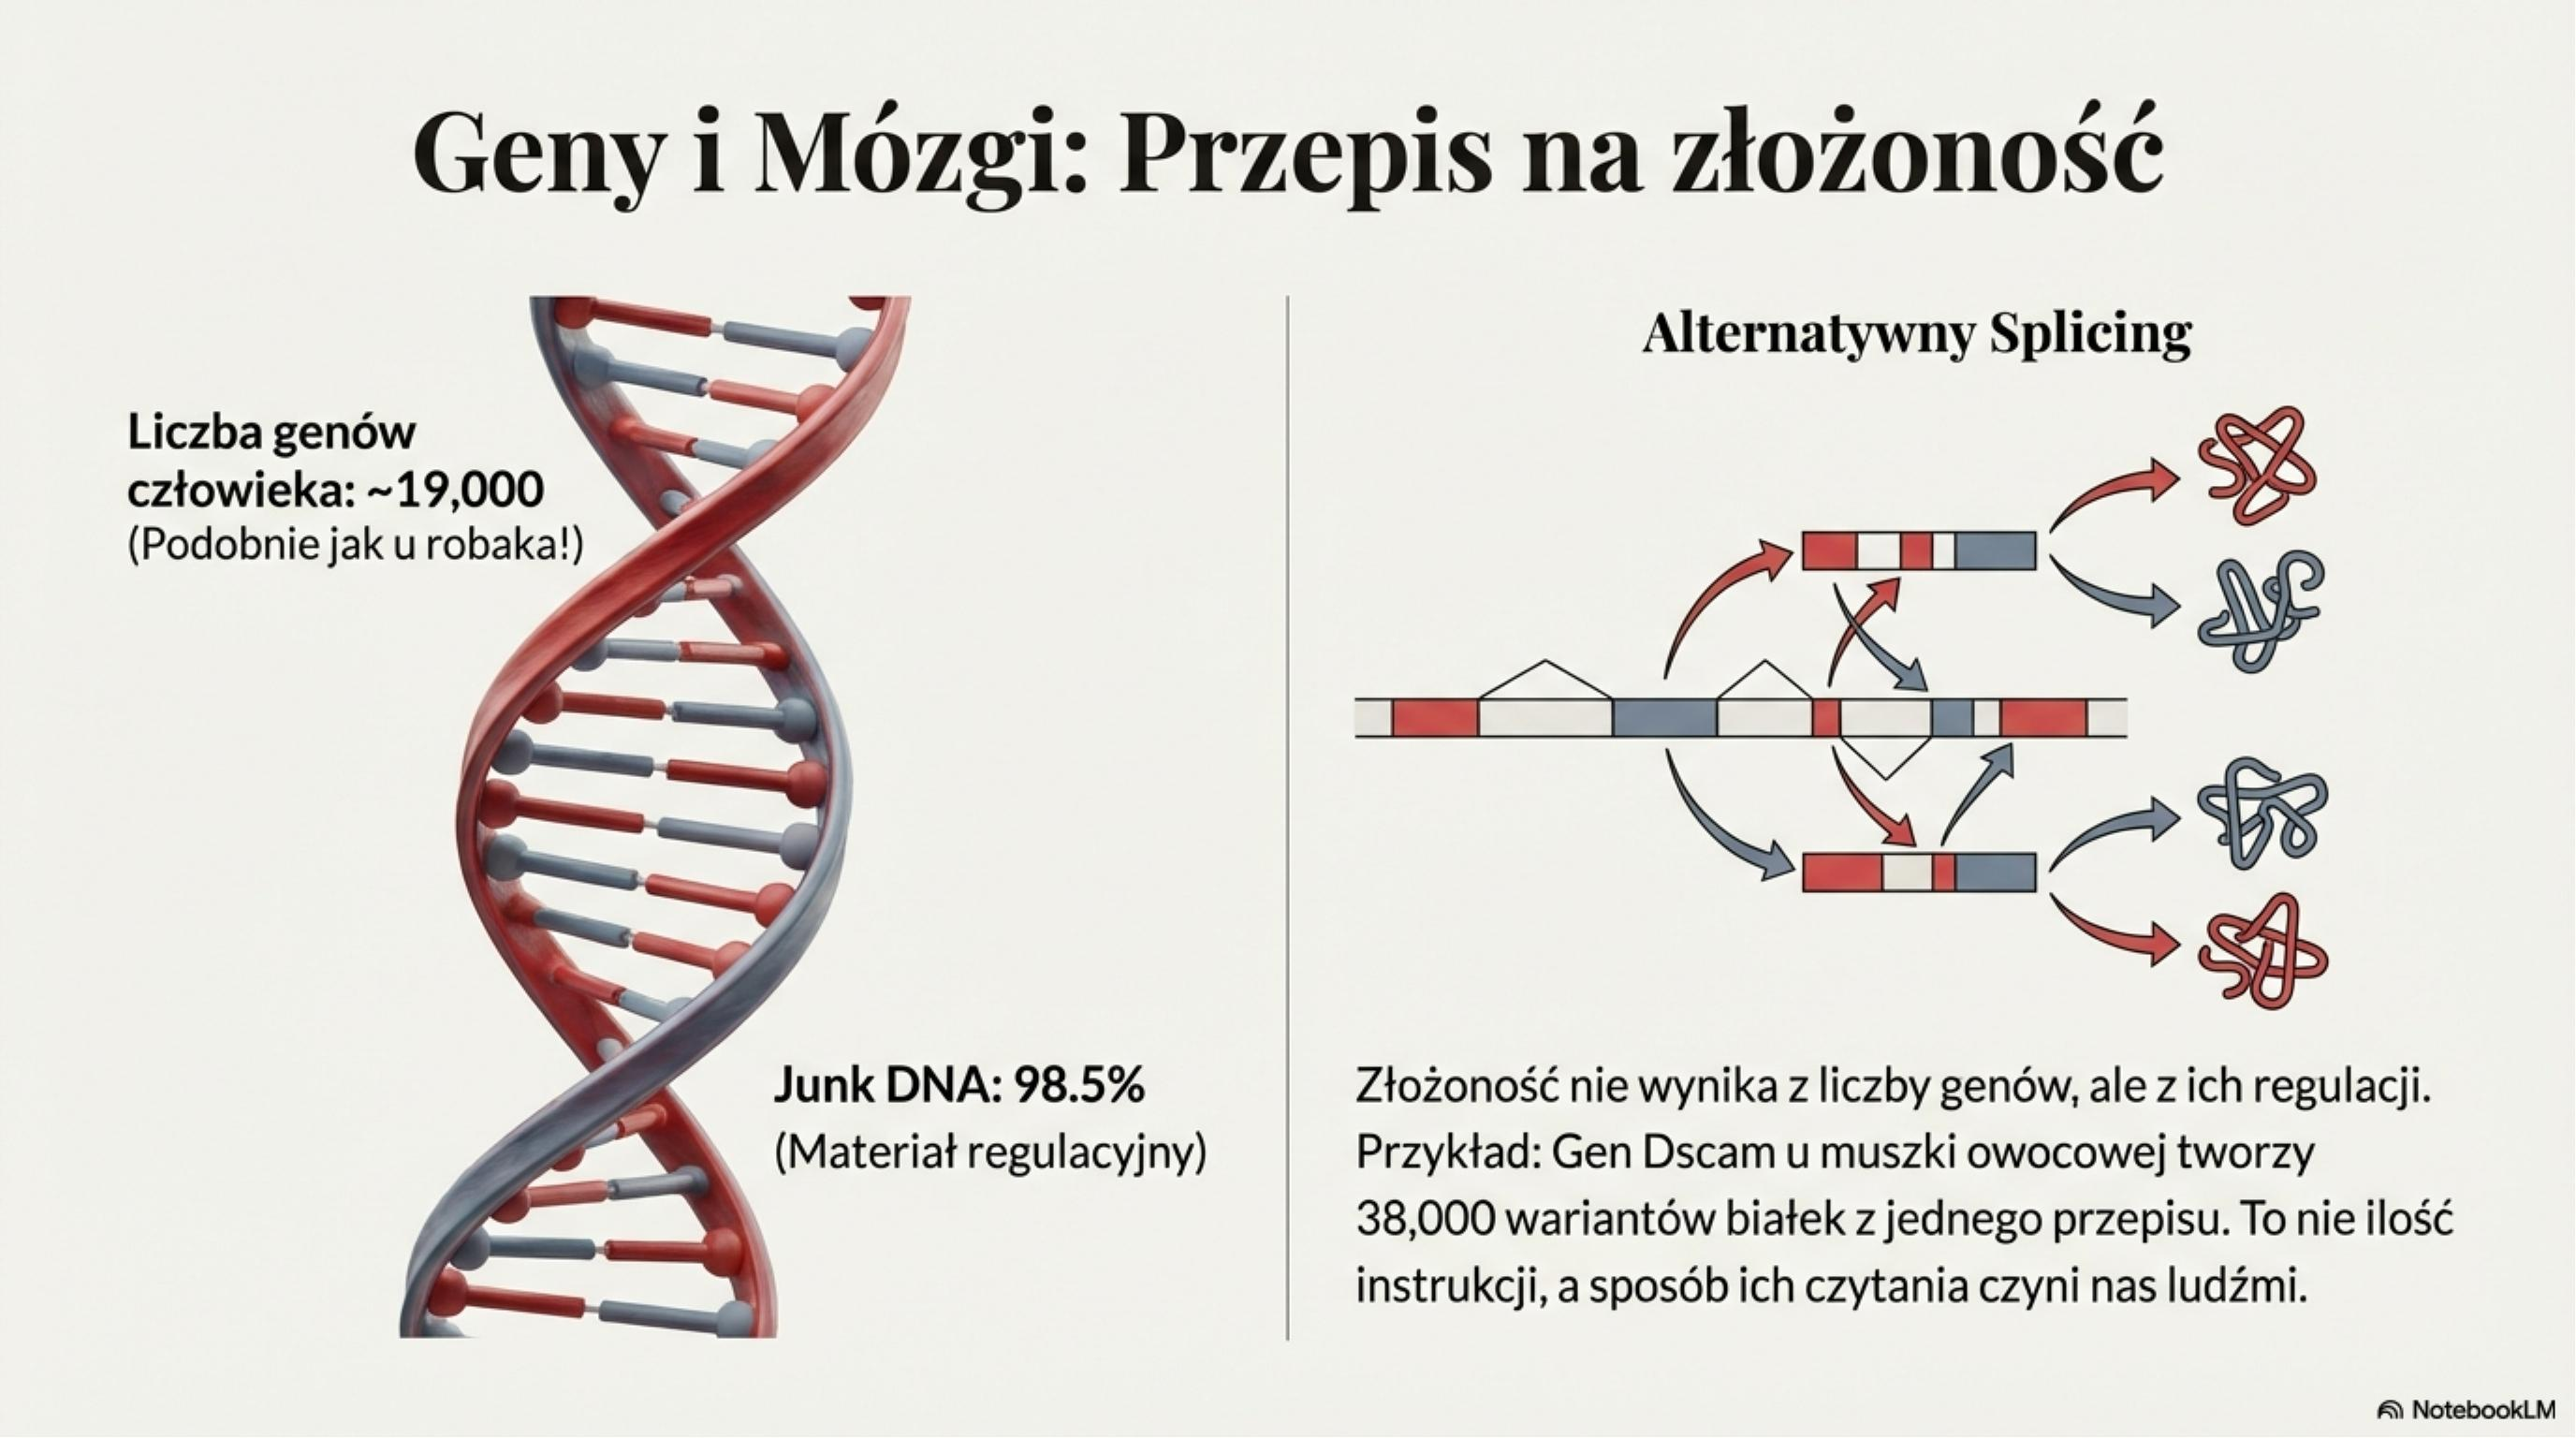 Geny i Mózgi: Przepis na złożoność
Liczba genów
człowieka: ~19,000
(Podobnie jak u robaka!)
Junk DNA: 98.5%
(Materiał regulacyjny)
Alternatywny Splicing
Złożoność nie wynika z liczby genów, ale z ich regulacji.
Przykład: Gen Dscam u muszki owocowej tworzy
38,000 wariantów białek z jednego przepisu. To nie ilość
instrukcji, a sposób ich czytania czyni nas ludźmi.
NotebookLM